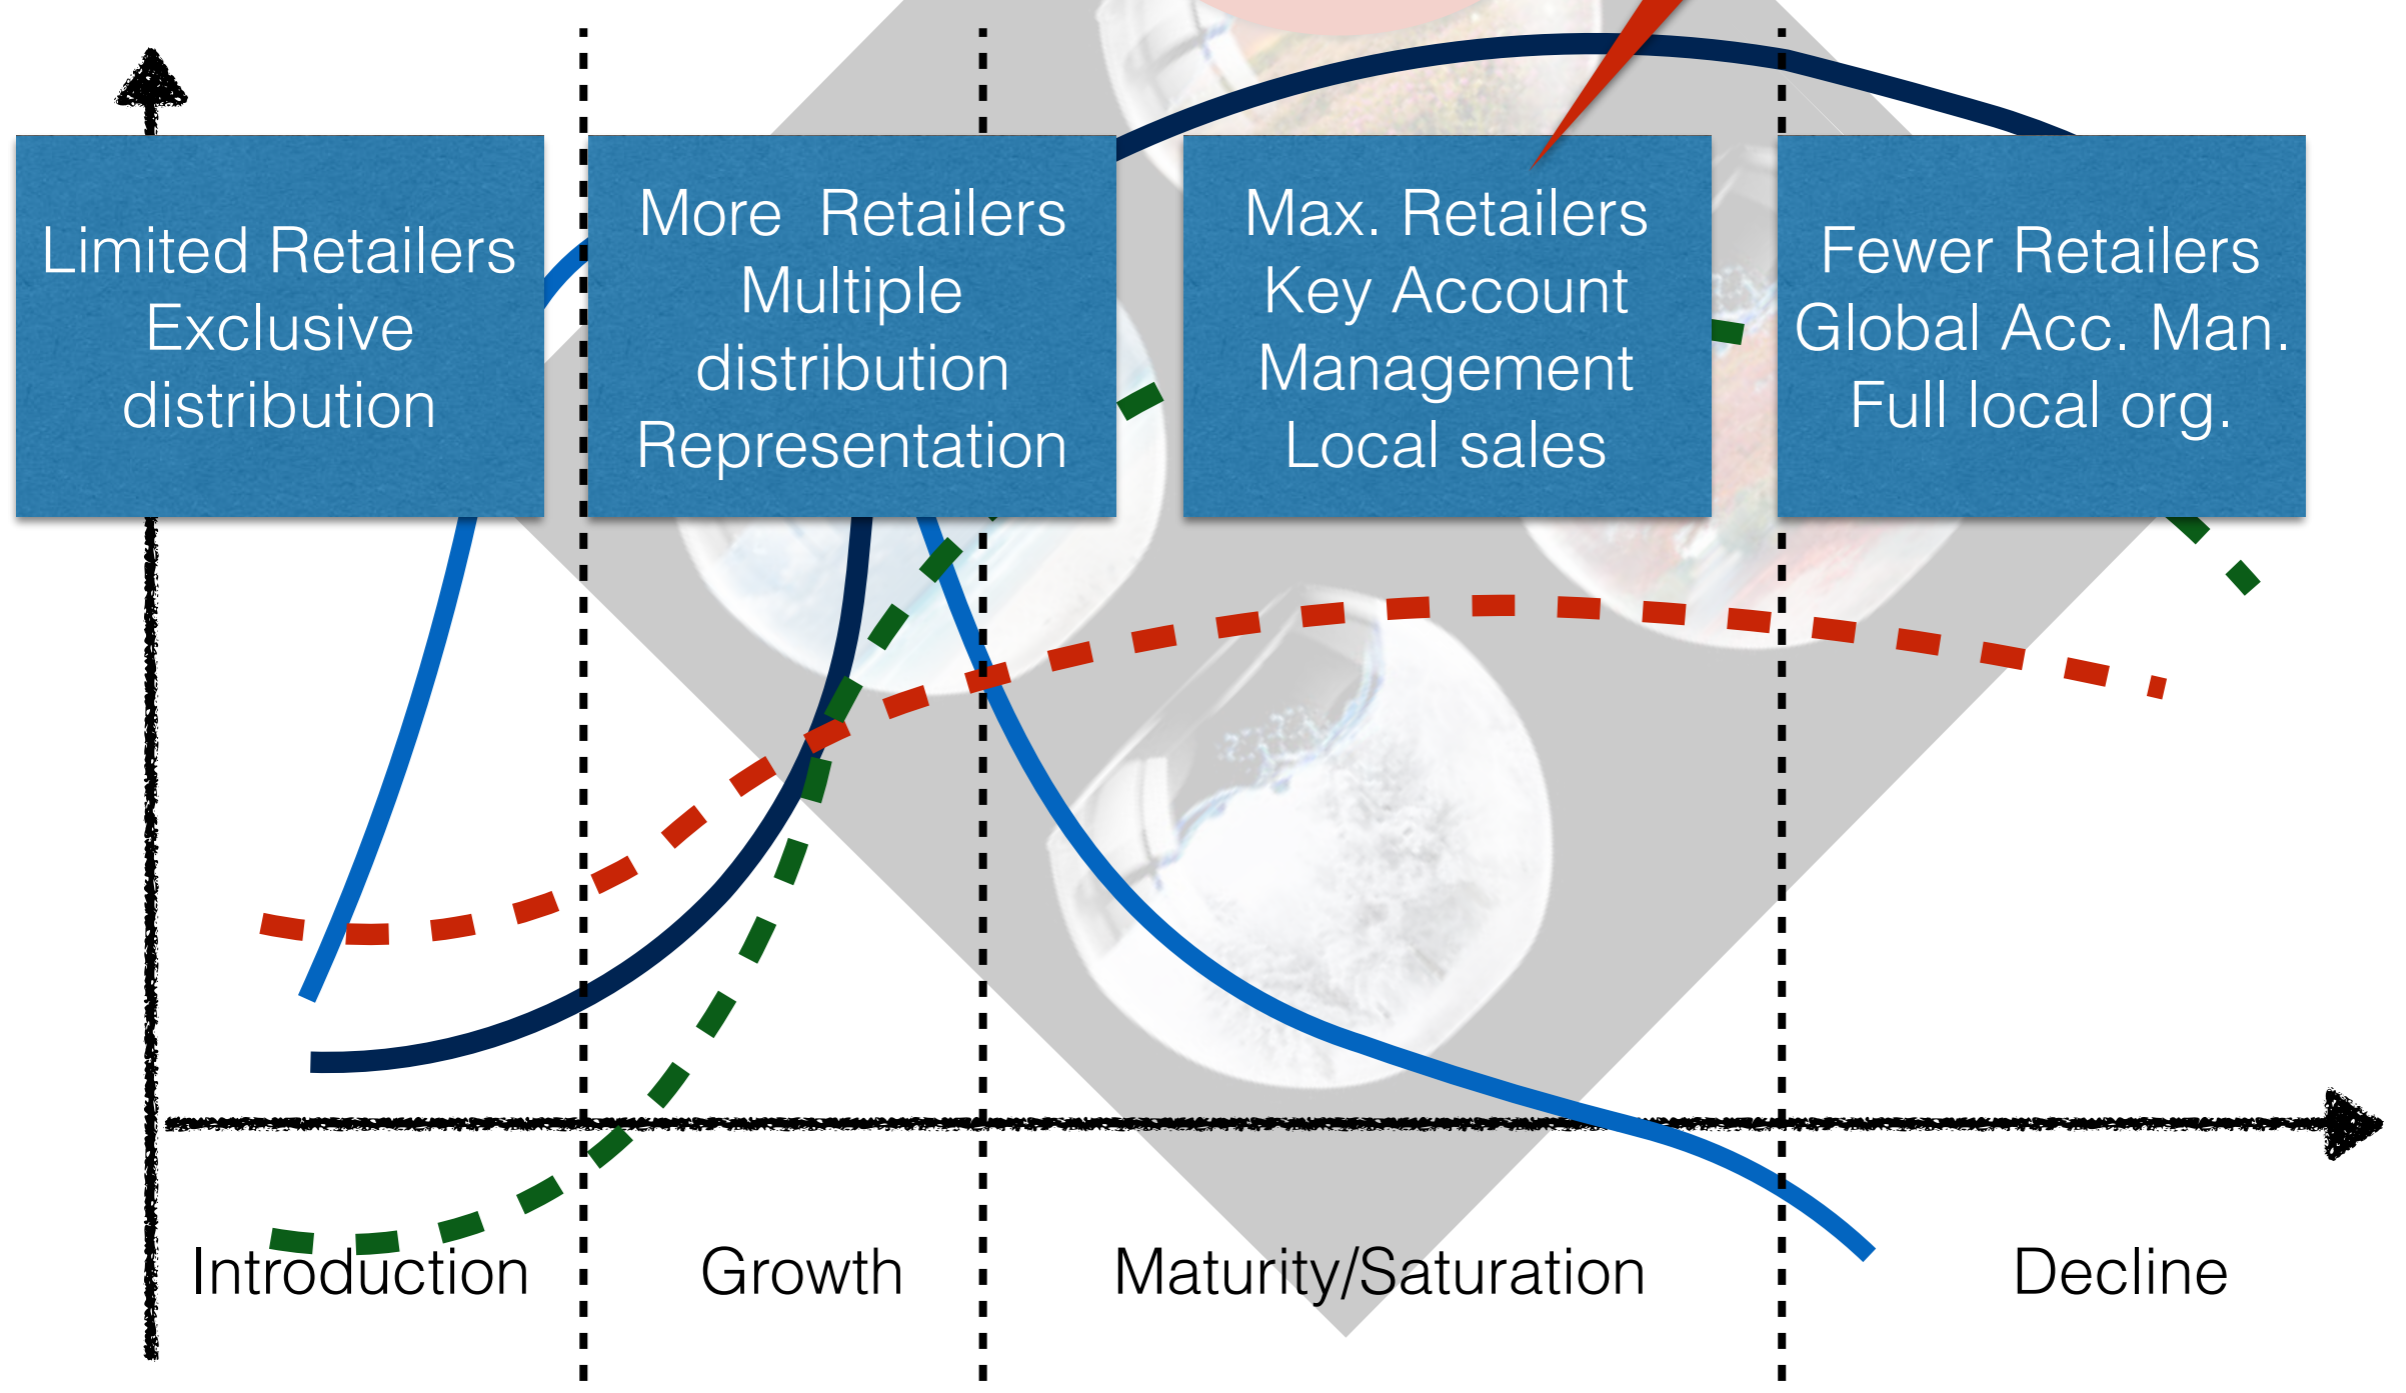 Limited Retailers
Exclusive
distribution
More  Retailers
Multiple
distribution
Representation
Max. Retailers
Key Account
Management
Local sales
Fewer Retailers
Global Acc. Man.
Full local org.
Introduction
Growth
Maturity/Saturation
Decline